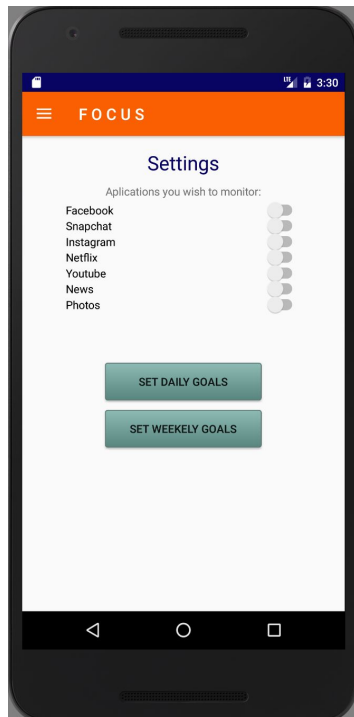 LTE 3:30
FOCUS
Settings
Aplications you wish to monitor:
Facebook
Snapchat
Instagram
Netflix
Youtube
News
Photos
SET DAILY GOALS
SET WEEKELY GOALS